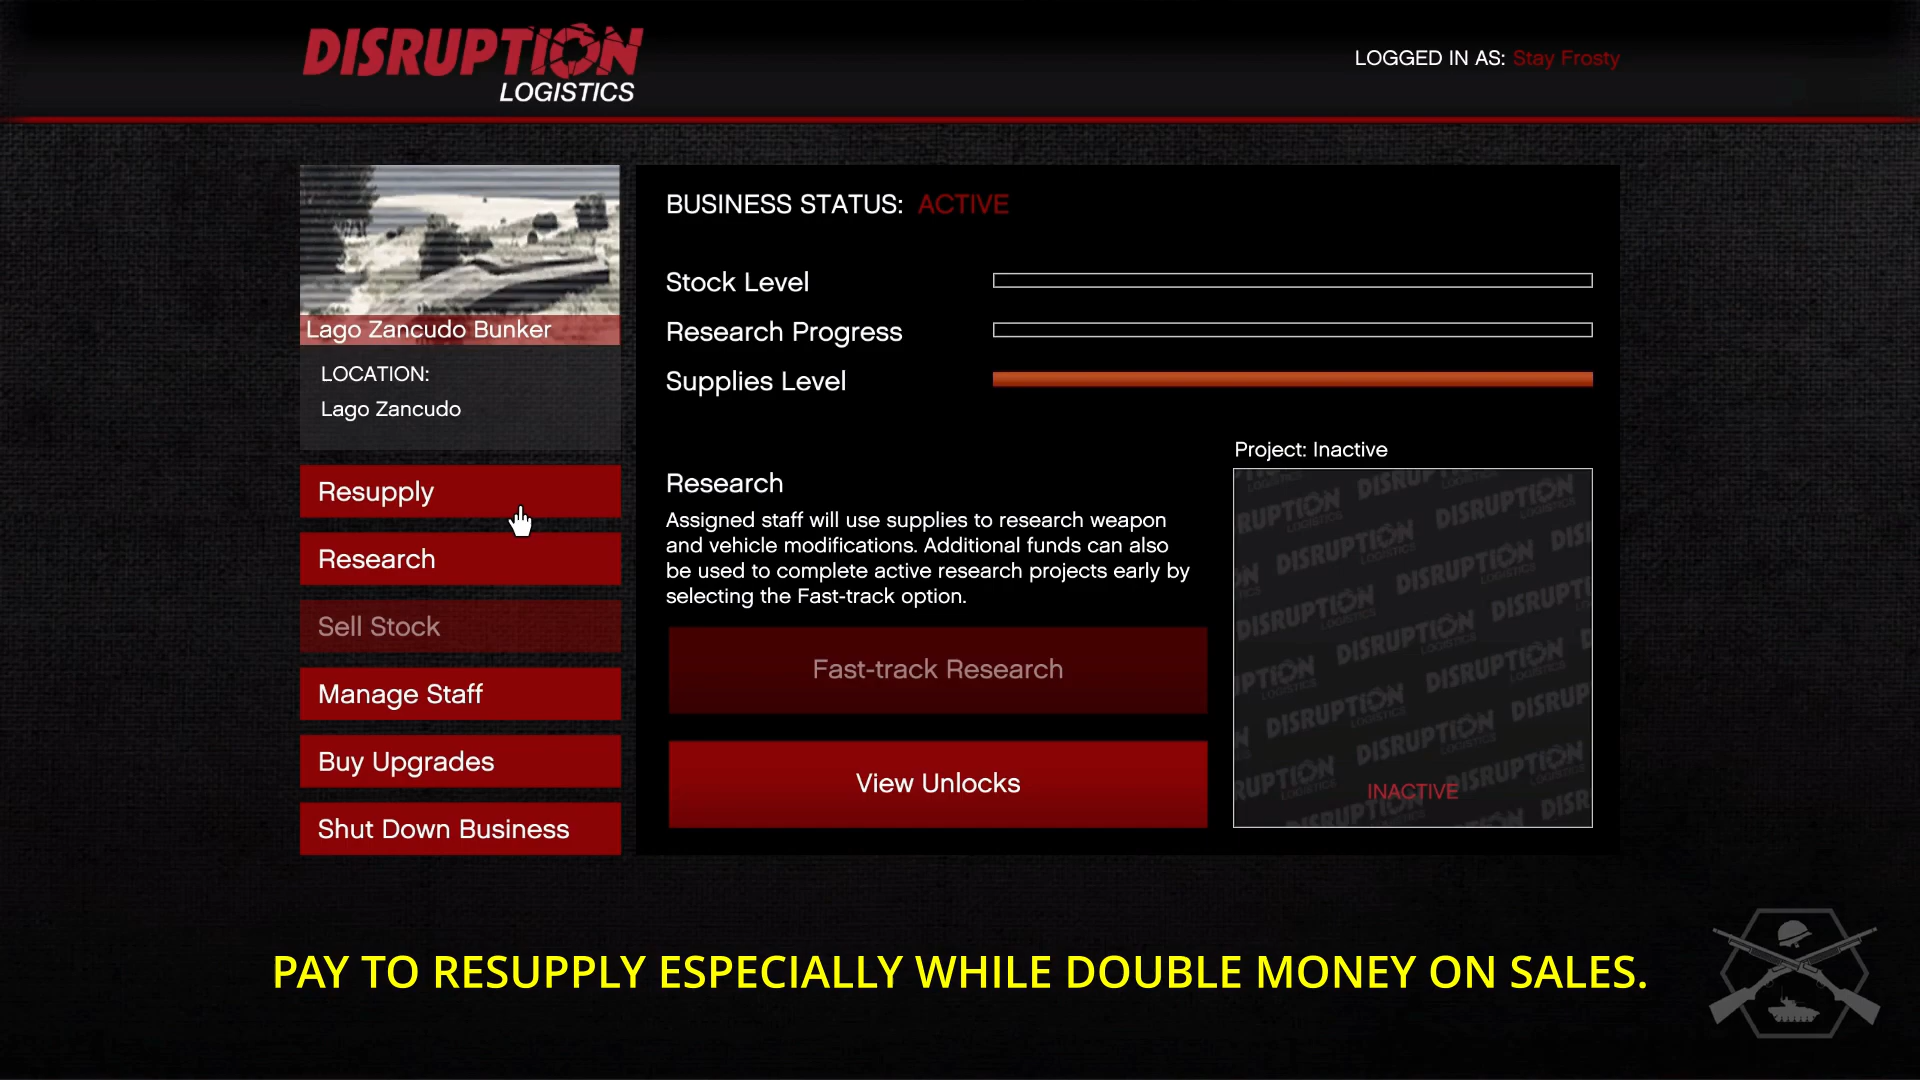 DISRUPTION
LOGISTICS
LOGGED IN AS: Stay Frosty
Lago Zancudo Bunker
LOCATION:
Lago Zancudo
Resupply
Research
Sell Stock
Manage Staff
Buy Upgrades
Shut Down Business
BUSINESS STATUS: ACTIVE
Stock Level
Research Progress
Supplies Level
Research
Assigned staff will use supplies to research weapon
and vehicle modifications. Additional funds can also
be used to complete active research projects early by
selecting the Fast-track option.
Fast-track Research
View Unlocks
Project: Inactive
INACTIVE
PAY TO RESUPPLY ESPECIALLY WHILE DOUBLE MONEY ON SALES.